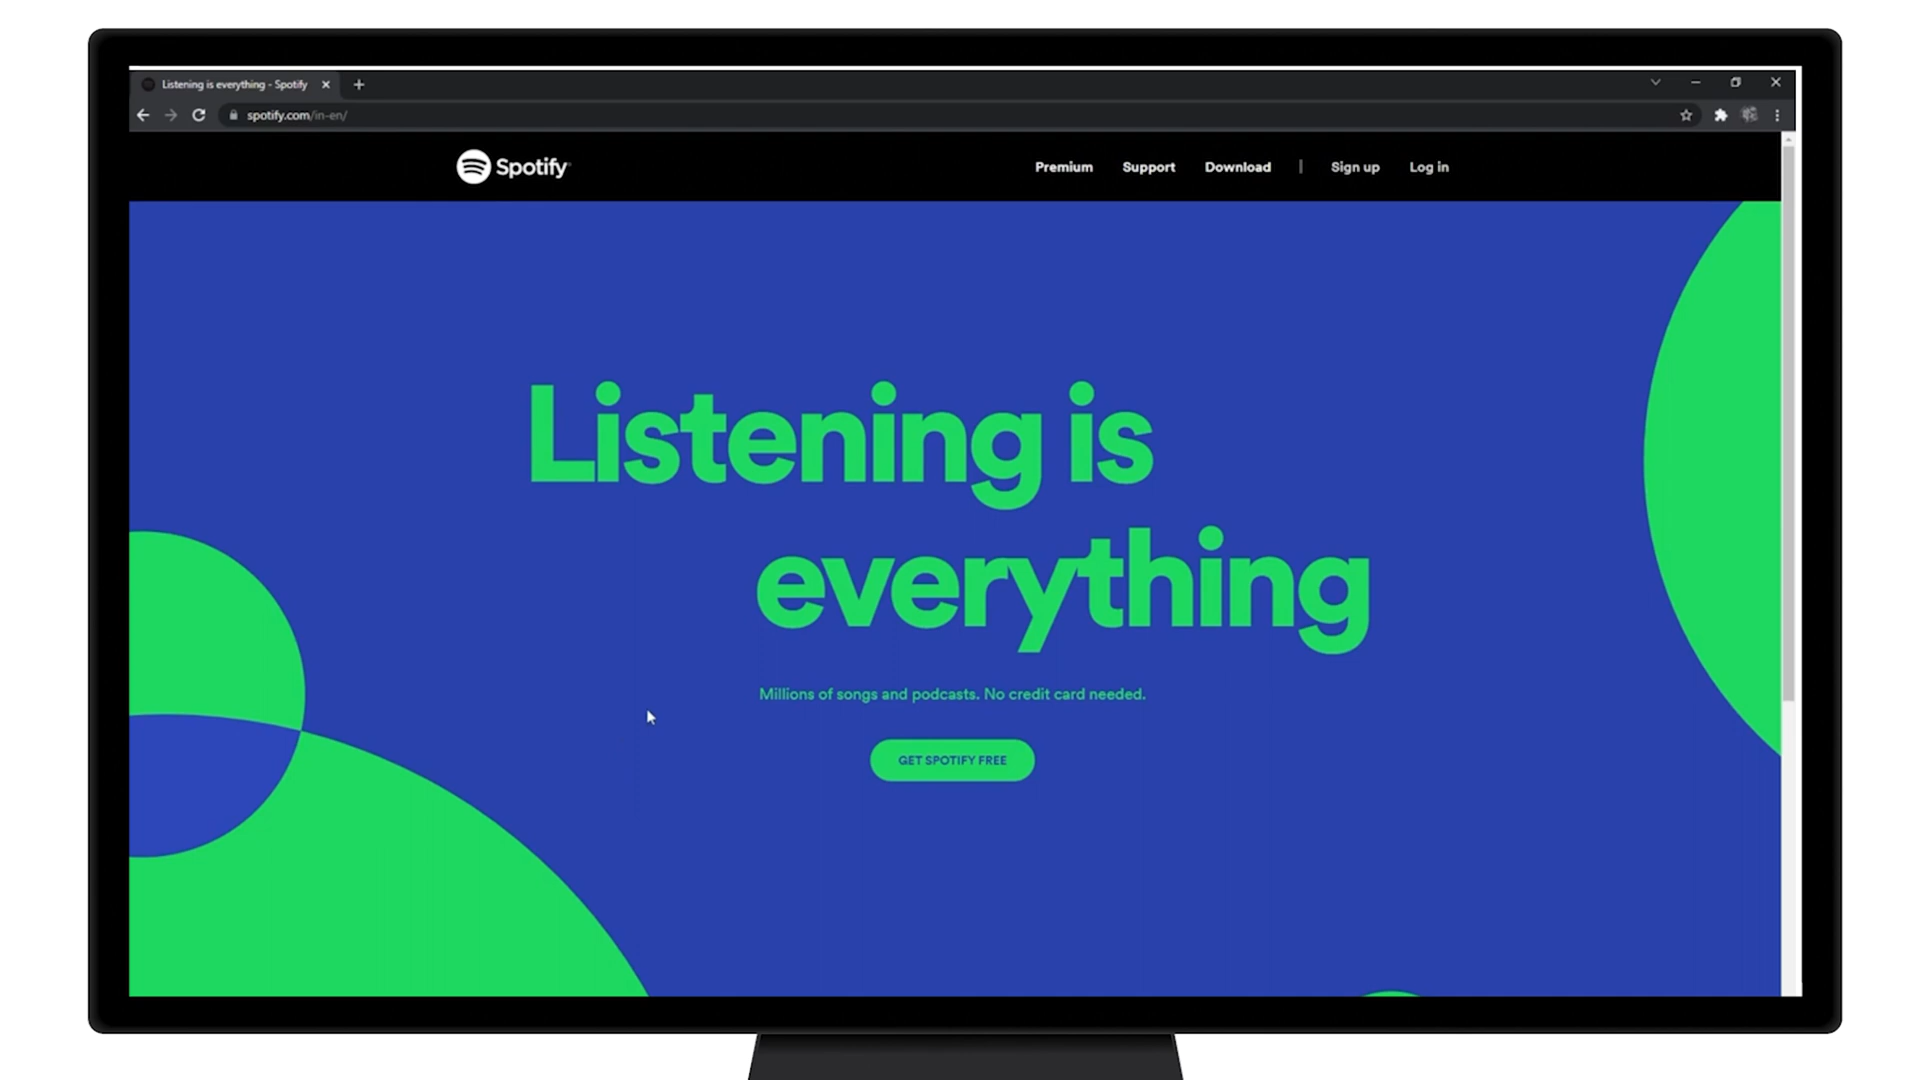 Listening is everything - Spotify
spotify.com/in-en/
Spotify
Premium Support Download | Sign up Log in
Listening is
everything
Millions of songs and podcasts. No credit card needed.
GET SPOTIFY FREE